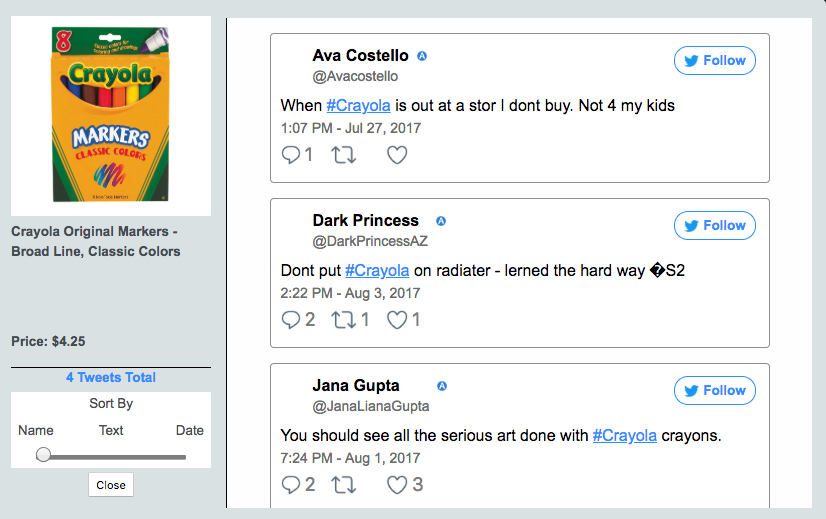 8
Crayola
MARKERS
CLASSIC COLORS
Crayola Original Markers -
Broad Line, Classic Colors
Price: $4.25
4 Tweets Total
Sort By
Name Text Date
Close
Ava Costello
@Avacostello
Follow
When #Crayola is out at a stor I dont buy. Not 4 my kids
1:07 PM - Jul 27, 2017
1
Dark Princess
@DarkPrincessAZ
Follow
Dont put #Crayola on radiater - lerned the hard way �S2
2:22 PM - Aug 3, 2017
2 1 1
Jana Gupta
@JanaLianaGupta
Follow
You should see all the serious art done with #Crayola crayons.
7:24 PM - Aug 1, 2017
2 3